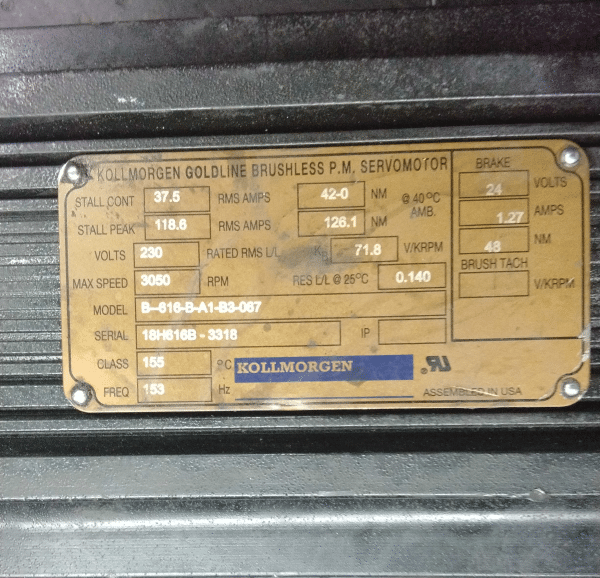 KOLLMORGEN GOLDLINE BRUSHLESS P.M. SERVOMOTOR
STALL CONT 37.5 RMS AMPS 42-0 NM @ 40°C AMB.
STALL PEAK 118.6 RMS AMPS 126.1 NM
VOLTS 230 RATED RMS L/L KB 71.8 V/KRPM
MAX SPEED 3050 RPM RES L/L @ 25°C 0.140
MODEL B-616-B-A1-B3-067
SERIAL 18H616B - 3318 IP
CLASS 155 °C KOLLMORGEN
FREQ 153 Hz ASSEMBLED IN USA
BRAKE
24 VOLTS
1.27 AMPS
48 NM
BRUSH TACH
V/KRPM